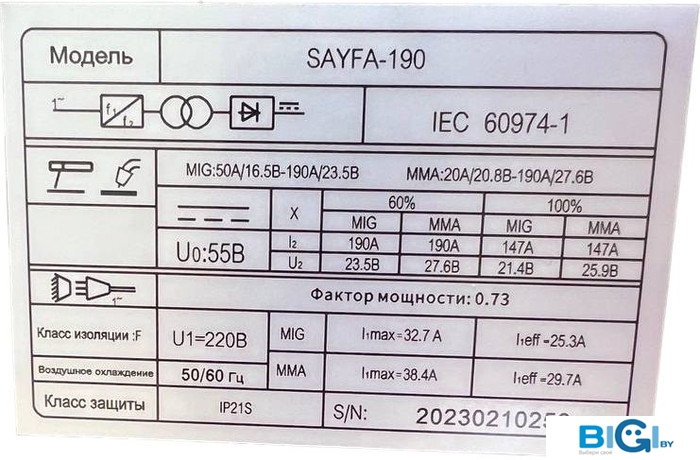 Модель SAYFA-190
1~ f1 f2 IEC 60974-1
MIG:50A/16.5В-190A/23.5В MMA:20A/20.8В-190A/27.6В
X 60% 100%
MIG MMA MIG MMA
U0:55В I2 190A 190A 147A 147A
U2 23.5В 27.6В 21.4В 25.9В
1~ Фактор мощности: 0.73
Класс изоляции :F U1=220В MIG I1max=32.7 A I1eff =25.3A
Воздушное охлаждение 50/60 Гц MMA I1max=38.4A I1eff =29.7A
Класс защиты IP21S S/N: 2023021025
BIGI.BY
Выбери своё